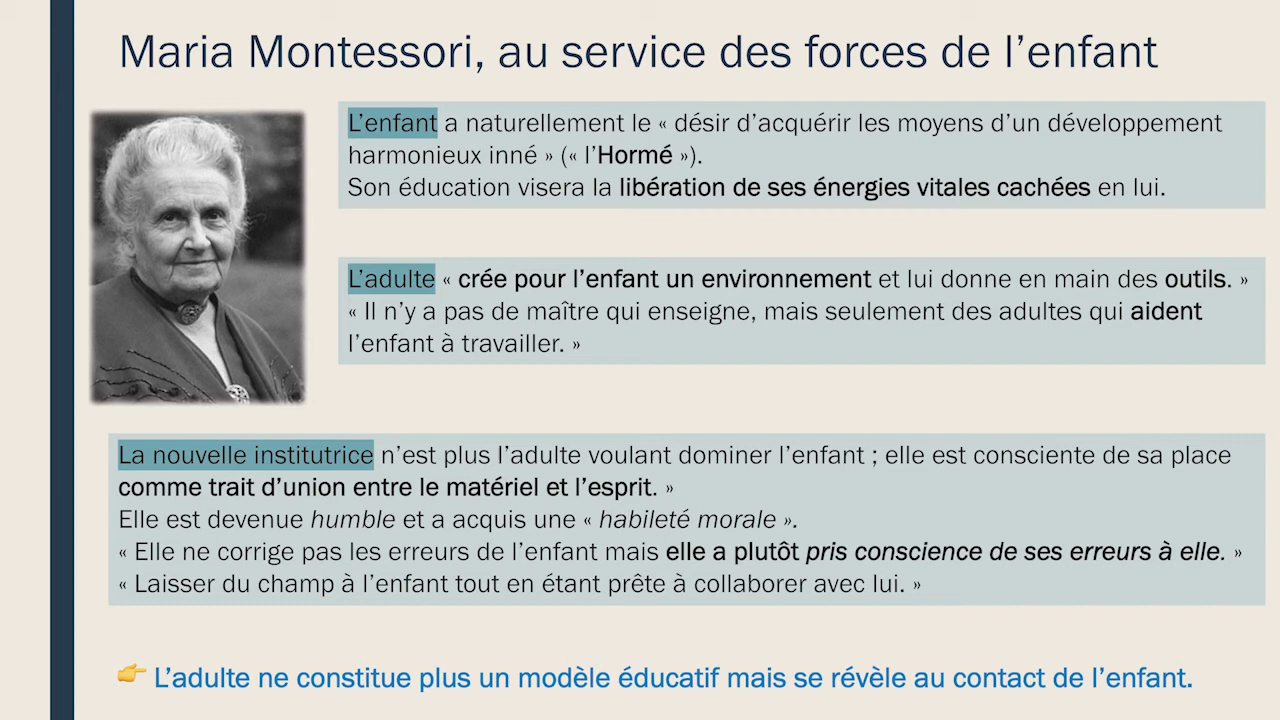 Maria Montessori, au service des forces de l’enfant
L’enfant a naturellement le « désir d’acquérir les moyens d’un développement
harmonieux inné » (« l’Hormé »).
Son éducation visera la libération de ses énergies vitales cachées en lui.
L’adulte « crée pour l’enfant un environnement et lui donne en main des outils. »
« Il n’y a pas de maître qui enseigne, mais seulement des adultes qui aident
l’enfant à travailler. »
La nouvelle institutrice n’est plus l’adulte voulant dominer l’enfant ; elle est consciente de sa place
comme trait d’union entre le matériel et l’esprit. »
Elle est devenue humble et a acquis une « habileté morale ».
« Elle ne corrige pas les erreurs de l’enfant mais elle a plutôt pris conscience de ses erreurs à elle. »
« Laisser du champ à l’enfant tout en étant prête à collaborer avec lui. »
👉 L’adulte ne constitue plus un modèle éducatif mais se révèle au contact de l’enfant.